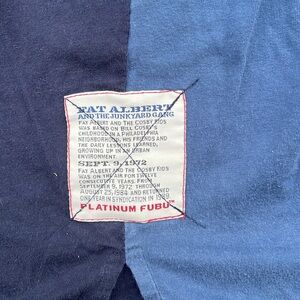 FAT ALBERT
AND THE JUNKYARD GANG
FAT ALBERT AND THE COSBY KIDS
WAS BASED ON BILL COSBY'S
CHILDHOOD IN A PHILADELPHIA
NEIGHBORHOOD, HIS FRIENDS AND
THE DAILY LESSONS LEARNED,
GROWING UP IN AN URBAN
ENVIRONMENT.
SEPT. 9, 1972
FAT ALBERT AND THE COSBY KIDS
WAS ON THE AIR FOR TWELVE
CONSECUTIVE YEARS, FROM
SEPTEMBER 9, 1972 THROUGH
AUGUST 25, 1984 AND RETURNED
ONE YEAR IN SYNDICATION IN 1989
PLATINUM FUBU™